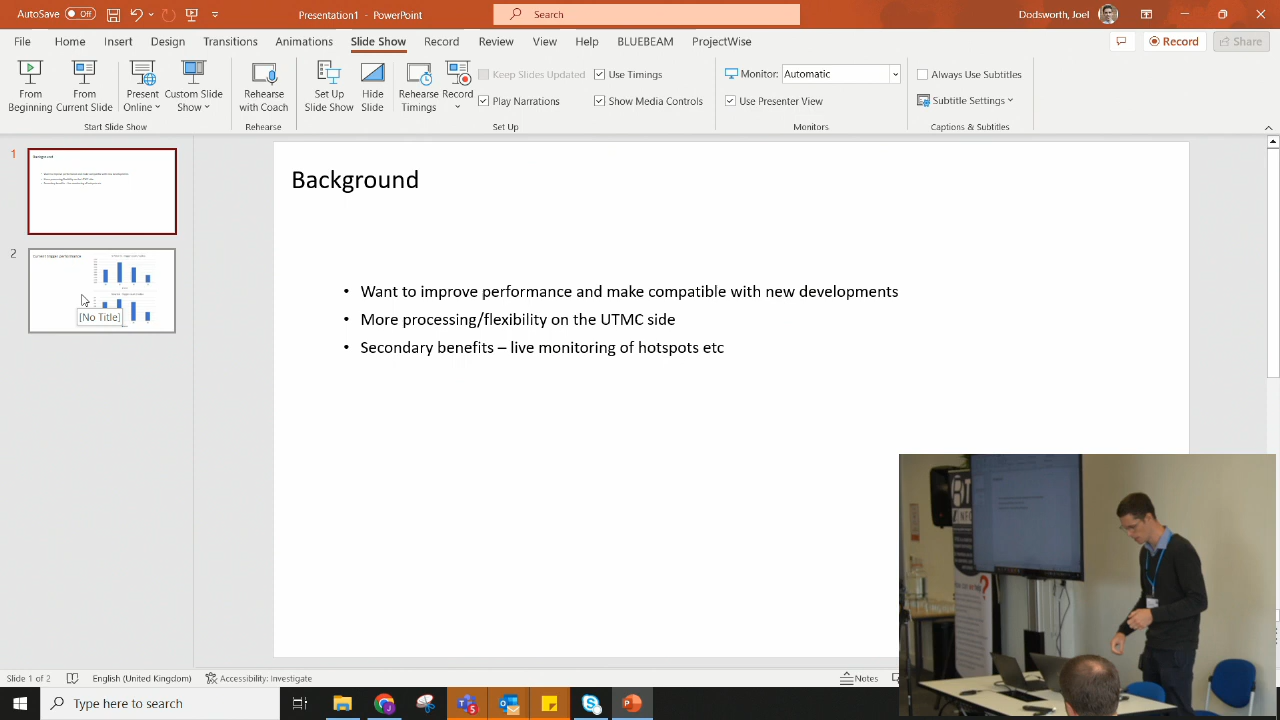 AutoSave Off
Presentation1 - PowerPoint
Search
Dodsworth, Joel
File Home Insert Design Transitions Animations Slide Show Record Review View Help BLUEBEAM ProjectWise
Record
Share
From Beginning
From Current Slide
Present Online
Custom Slide Show
Rehearse with Coach
Set Up Slide Show
Hide Slide
Rehearse Timings
Record
Keep Slides Updated
Use Timings
Play Narrations
Show Media Controls
Monitor: Automatic
Use Presenter View
Always Use Subtitles
Subtitle Settings
Start Slide Show
Rehearse
Set Up
Monitors
Captions & Subtitles
1
Background
2
Current trigger performance
[No Title]
Background
• Want to improve performance and make compatible with new developments
• More processing/flexibility on the UTMC side
• Secondary benefits – live monitoring of hotspots etc
Slide 1 of 2
English (United Kingdom)
Accessibility: Investigate
Notes
Type here to search